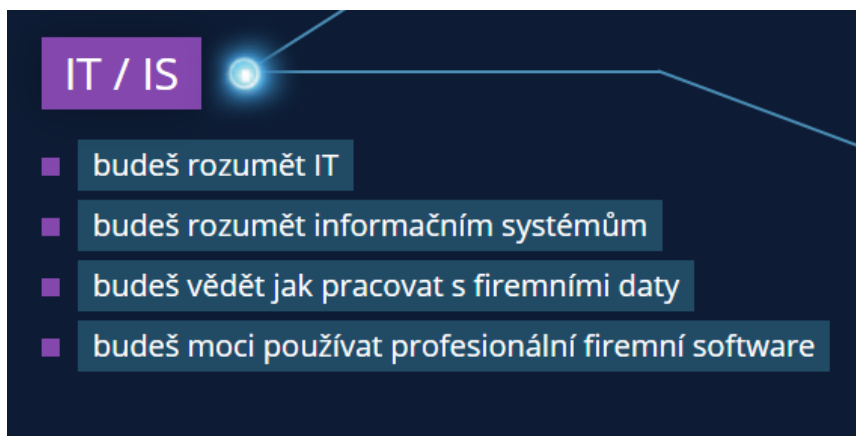 IT / IS
budeš rozumět IT
budeš rozumět informačním systémům
budeš vědět jak pracovat s firemními daty
budeš moci používat profesionální firemní software